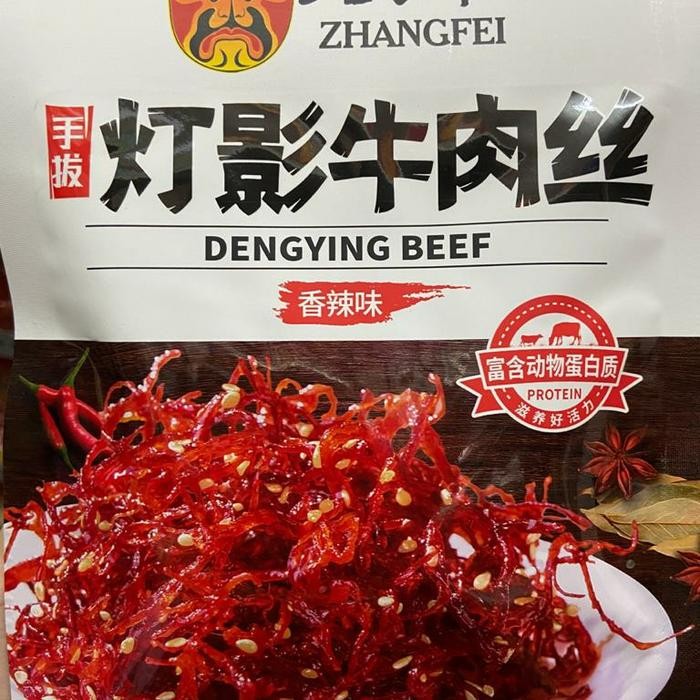 ZHANGFEI
手拔
灯影牛肉丝
DENGYING BEEF
香辣味
富含动物蛋白质
PROTEIN
滋养好活力